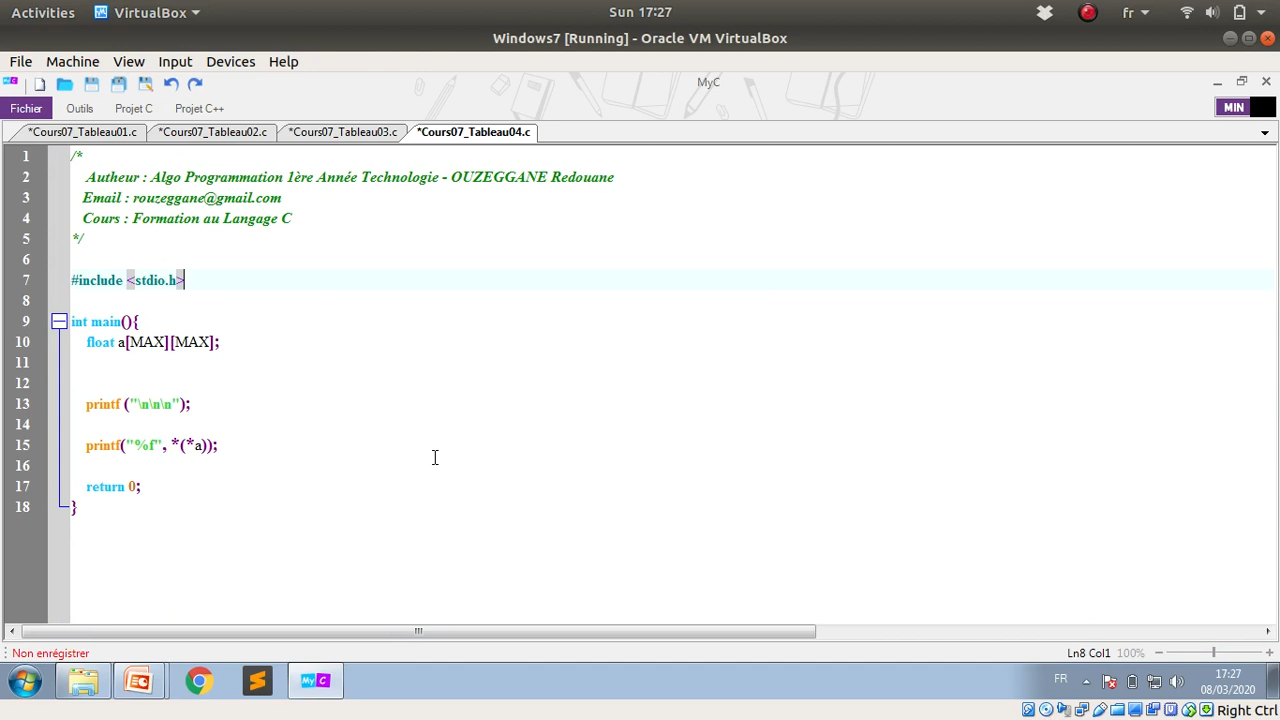 Activities VirtualBox Sun 17:27 fr
Windows7 [Running] - Oracle VM VirtualBox
File Machine View Input Devices Help
MyC
Fichier Outils Projet C Projet C++ MIN
*Cours07_Tableau01.c *Cours07_Tableau02.c *Cours07_Tableau03.c *Cours07_Tableau04.c
1 /*
2 Autheur : Algo Programmation 1ère Année Technologie - OUZEGGANE Redouane
3 Email : rouzeggane@gmail.com
4 Cours : Formation au Langage C
5 */
6
7 #include <stdio.h>
8
9 int main(){
10 float a[MAX][MAX];
11
12
13 printf ("\n\n\n");
14
15 printf("%f", *(*a));
16
17 return 0;
18 }
Non enrégistrer Ln8 Col1 100%
MyC FR 17:27
08/03/2020
Right Ctrl